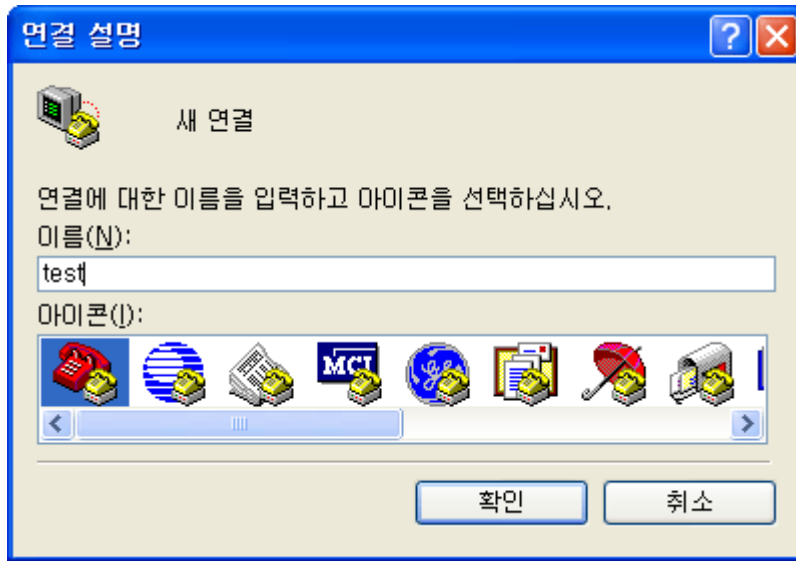 연결 설명
새 연결
연결에 대한 이름을 입력하고 아이콘을 선택하십시오.
이름(N):
test
아이콘(I):
MCI
확인
취소